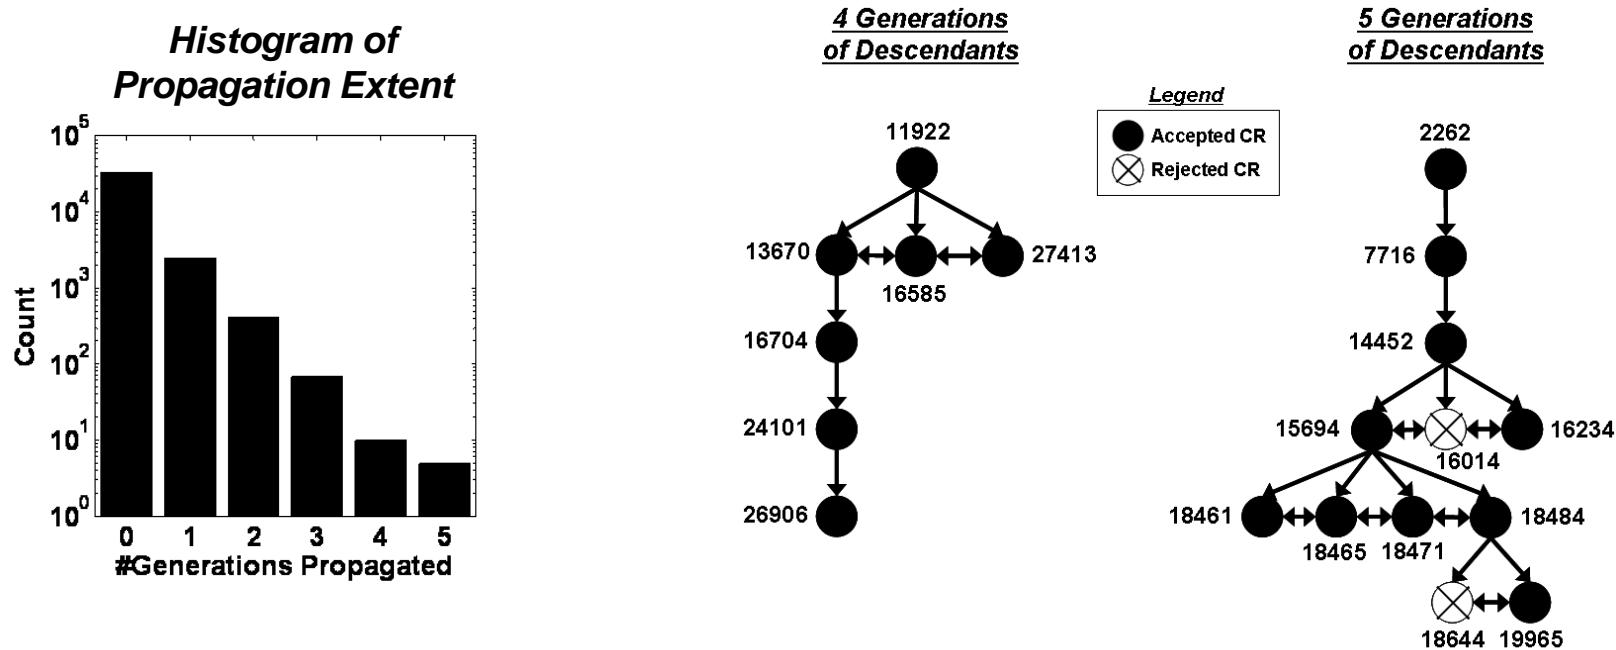 Histogram of
Propagation Extent
10^5
10^4
10^3
10^2
10^1
10^0
Count
0 1 2 3 4 5
#Generations Propagated
4 Generations
of Descendants
11922
13670
27413
16585
16704
24101
26906
Legend
Accepted CR
Rejected CR
5 Generations
of Descendants
2262
7716
14452
15694
16234
16014
18461
18484
18465 18471
18644 19965